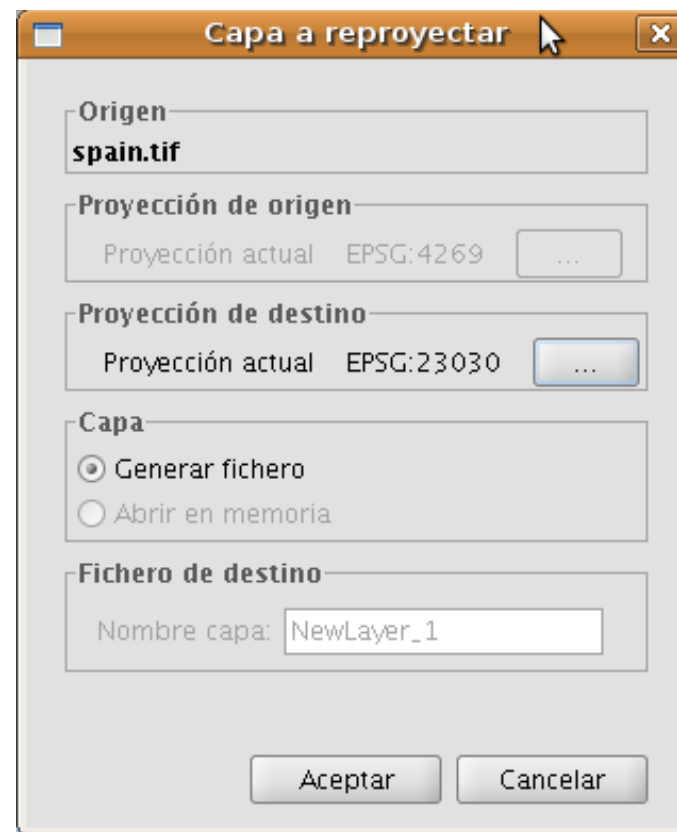 Capa a reproyectar
Origen
spain.tif
Proyección de origen
Proyección actual EPSG:4269 ...
Proyección de destino
Proyección actual EPSG:23030 ...
Capa
Generar fichero
Abrir en memoria
Fichero de destino
Nombre capa: NewLayer_1
Aceptar Cancelar